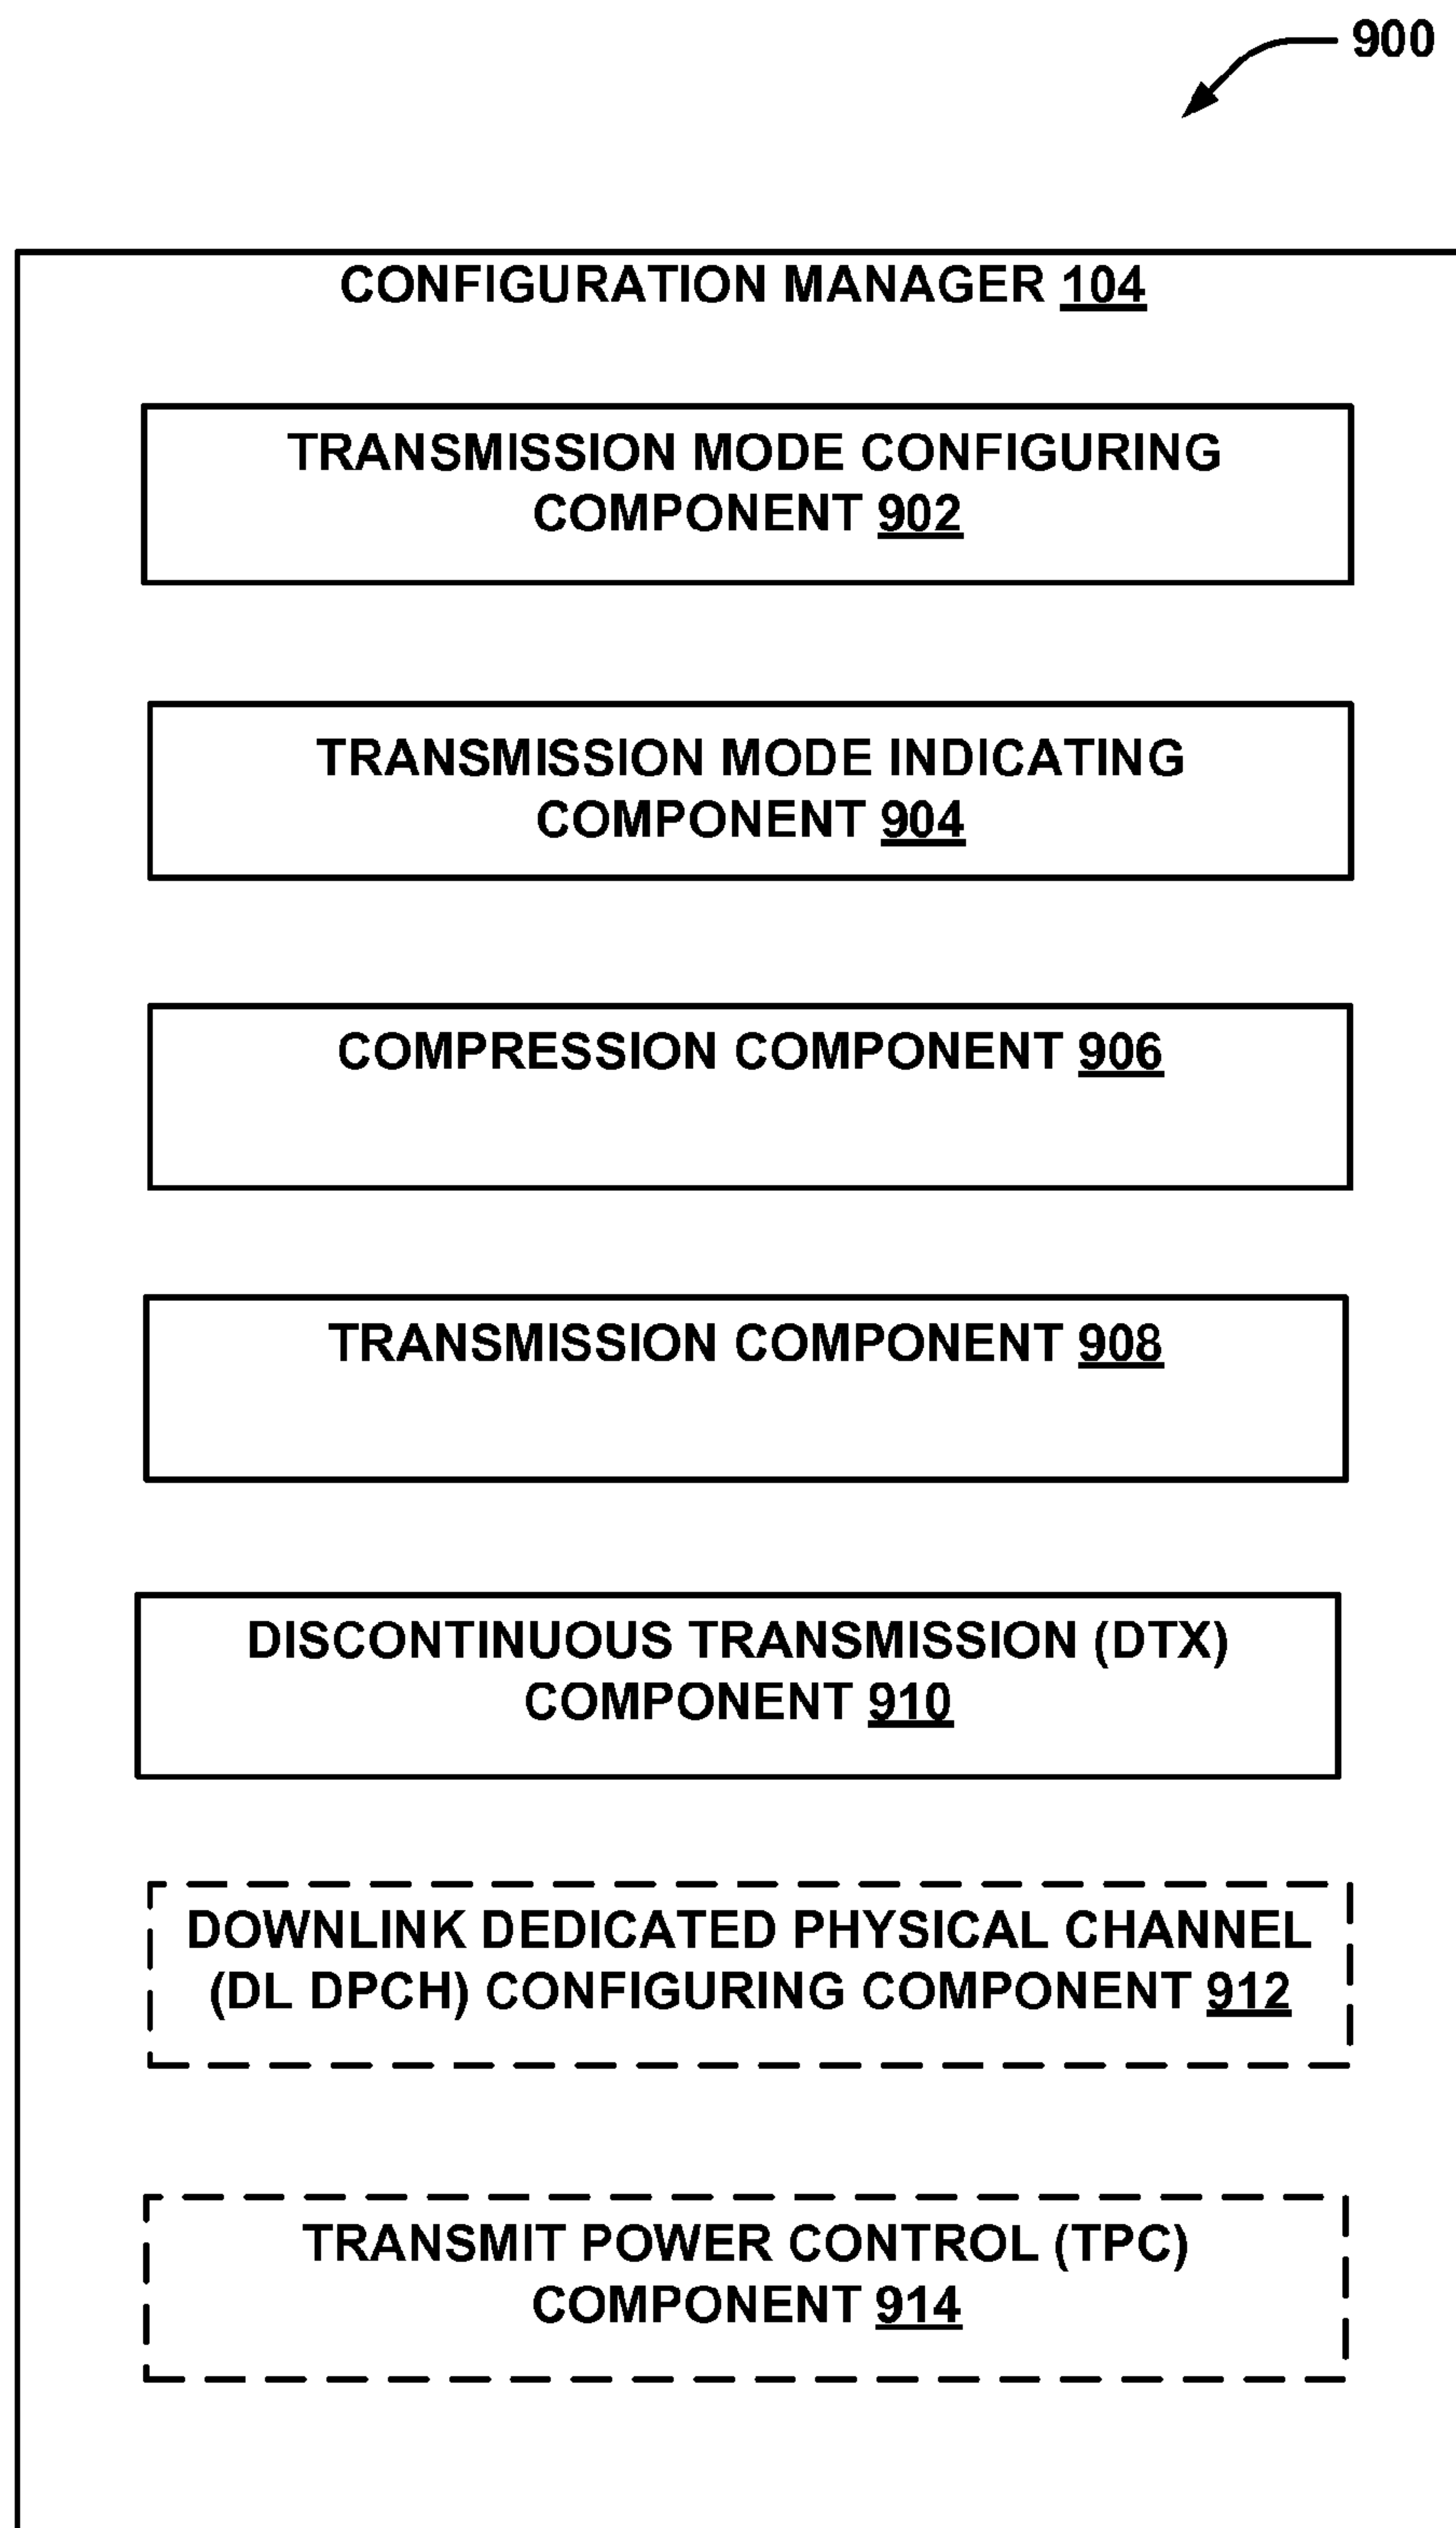 900
CONFIGURATION MANAGER 104
TRANSMISSION MODE CONFIGURING
COMPONENT 902
TRANSMISSION MODE INDICATING
COMPONENT 904
COMPRESSION COMPONENT 906
TRANSMISSION COMPONENT 908
DISCONTINUOUS TRANSMISSION (DTX)
COMPONENT 910
DOWNLINK DEDICATED PHYSICAL CHANNEL
(DL DPCH) CONFIGURING COMPONENT 912
TRANSMIT POWER CONTROL (TPC)
COMPONENT 914